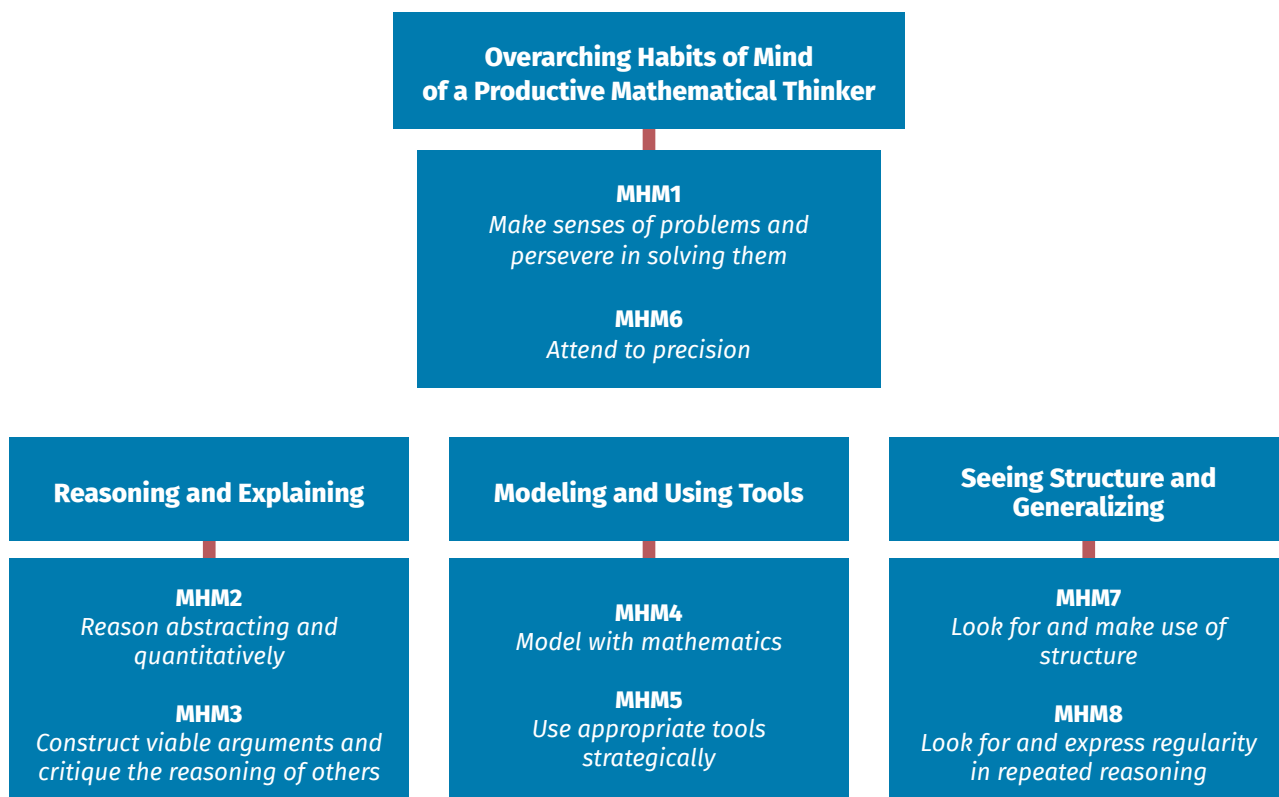 Overarching Habits of Mind
of a Productive Mathematical Thinker
MHM1
Make senses of problems and
persevere in solving them
MHM6
Attend to precision
Reasoning and Explaining
MHM2
Reason abstracting and
quantitatively
MHM3
Construct viable arguments and
critique the reasoning of others
Modeling and Using Tools
MHM4
Model with mathematics
MHM5
Use appropriate tools
strategically
Seeing Structure and
Generalizing
MHM7
Look for and make use of
structure
MHM8
Look for and express regularity
in repeated reasoning